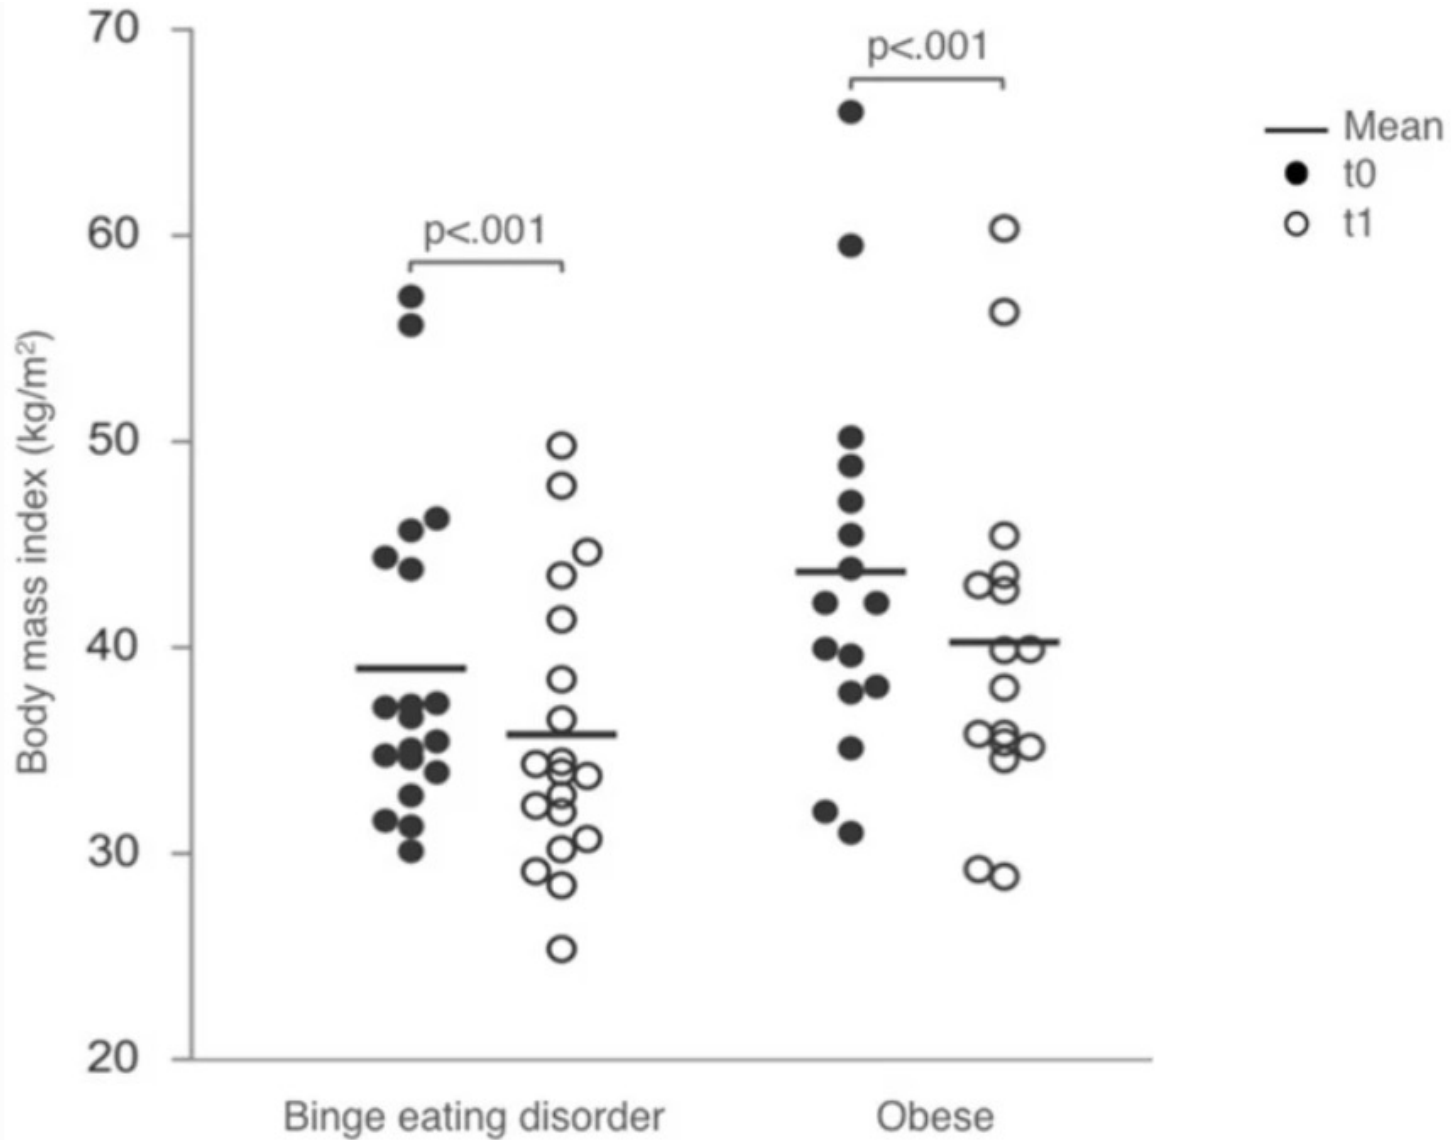 70
60
50
40
30
20
Body mass index (kg/m²)
p<.001
p<.001
Mean
t0
t1
Binge eating disorder
Obese